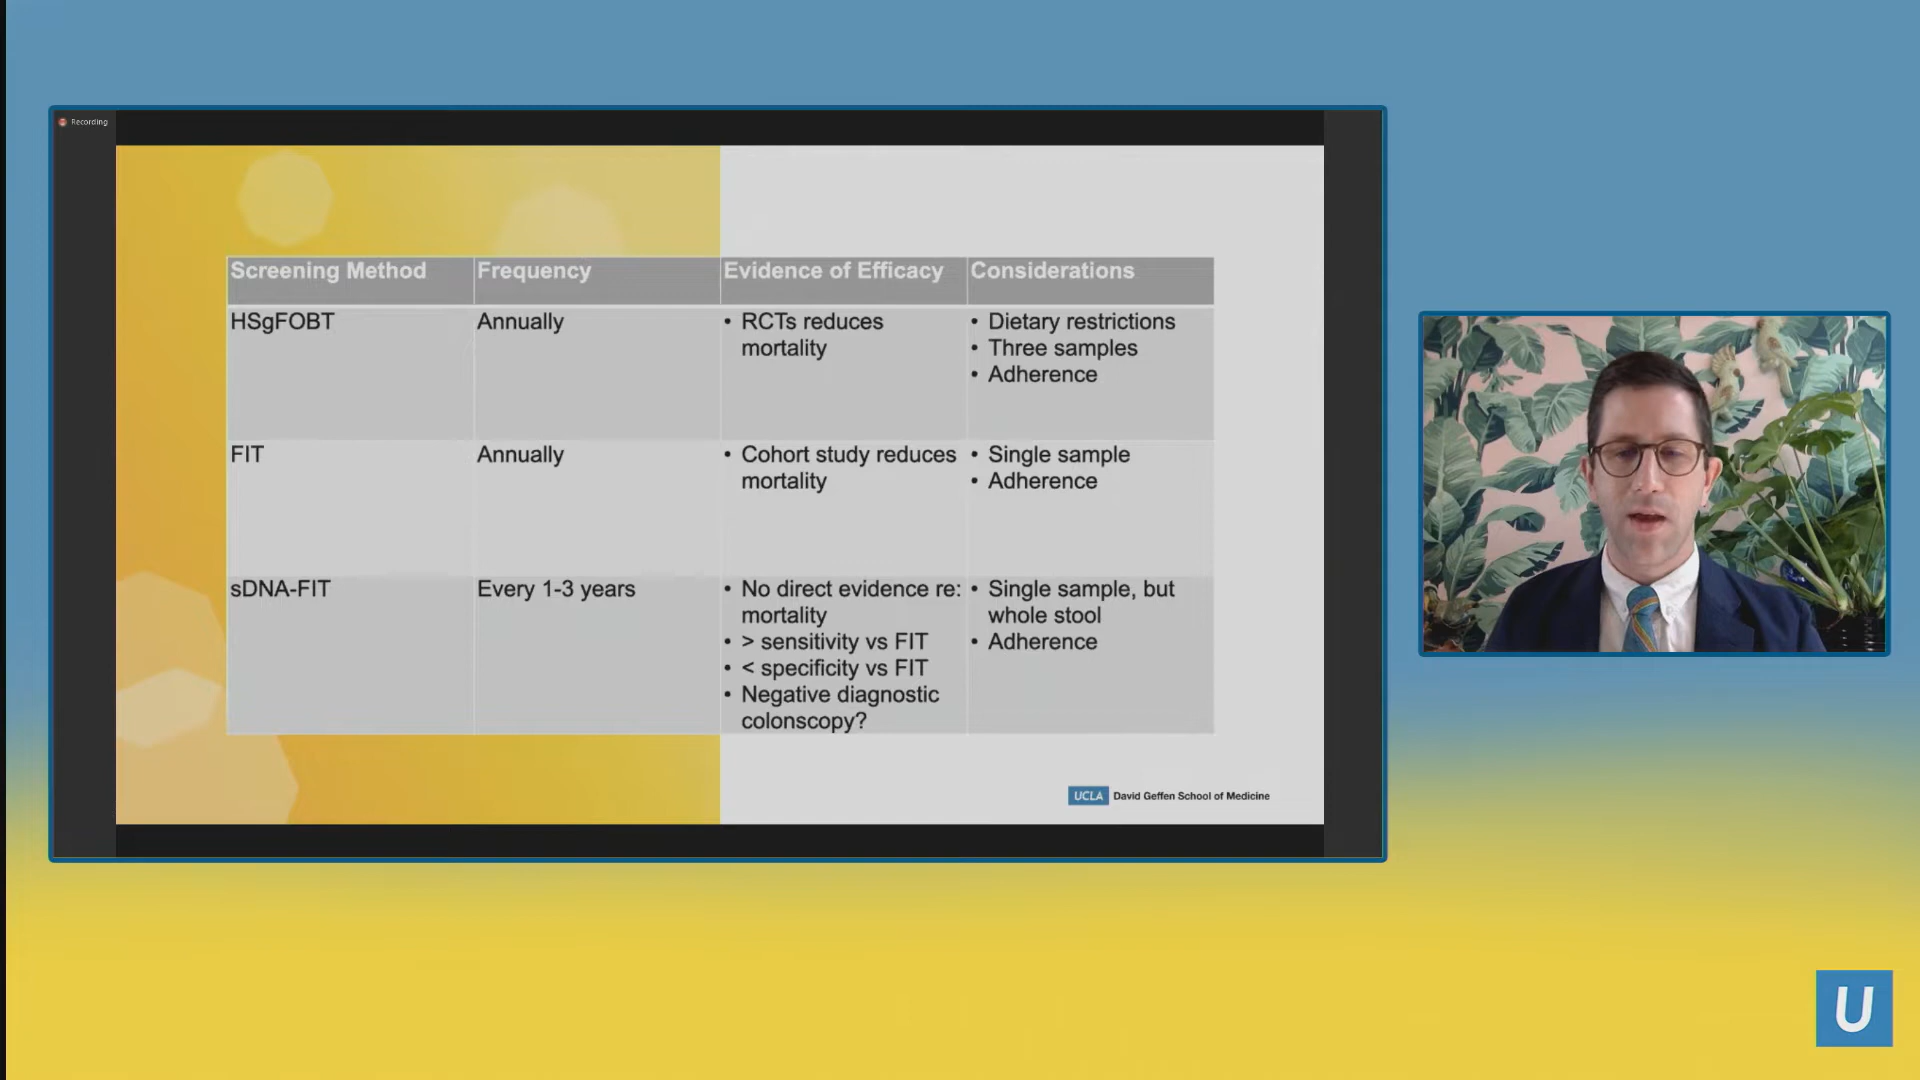 Recording
Screening Method
Frequency
Evidence of Efficacy
Considerations
HSgFOBT
Annually
• RCTs reduces
mortality
• Dietary restrictions
• Three samples
• Adherence
FIT
Annually
• Cohort study reduces
mortality
• Single sample
• Adherence
sDNA-FIT
Every 1-3 years
• No direct evidence re:
mortality
• > sensitivity vs FIT
• < specificity vs FIT
• Negative diagnostic
colonscopy?
• Single sample, but
whole stool
• Adherence
UCLA David Geffen School of Medicine
U